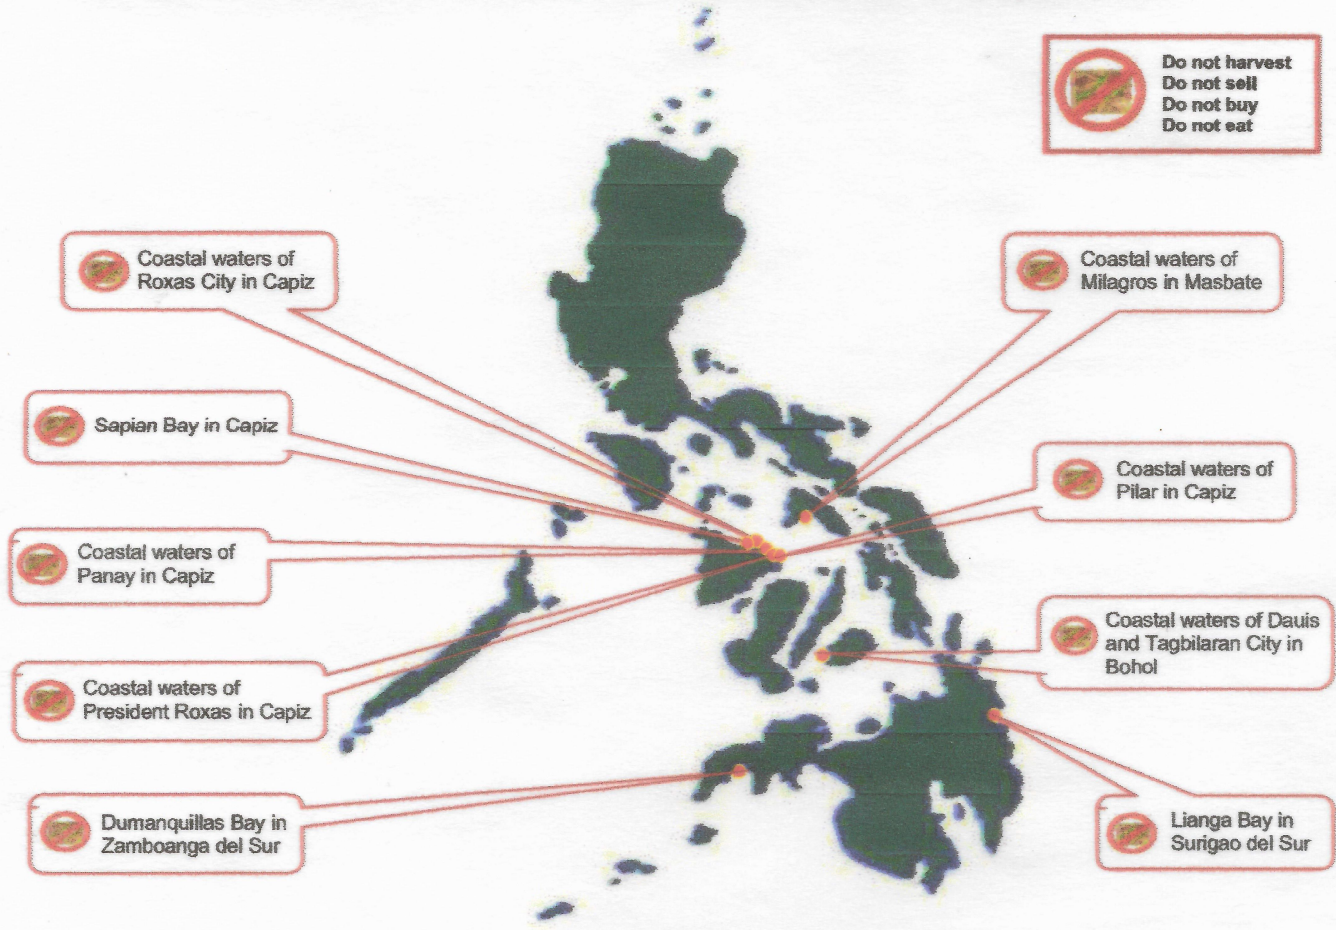 Do not harvest
Do not sell
Do not buy
Do not eat
Coastal waters of
Roxas City in Capiz
Coastal waters of
Milagros in Masbate
Sapian Bay in Capiz
Coastal waters of
Pilar in Capiz
Coastal waters of
Panay in Capiz
Coastal waters of Dauis
and Tagbilaran City in
Bohol
Coastal waters of
President Roxas in Capiz
Dumanquillas Bay in
Zamboanga del Sur
Lianga Bay in
Surigao del Sur